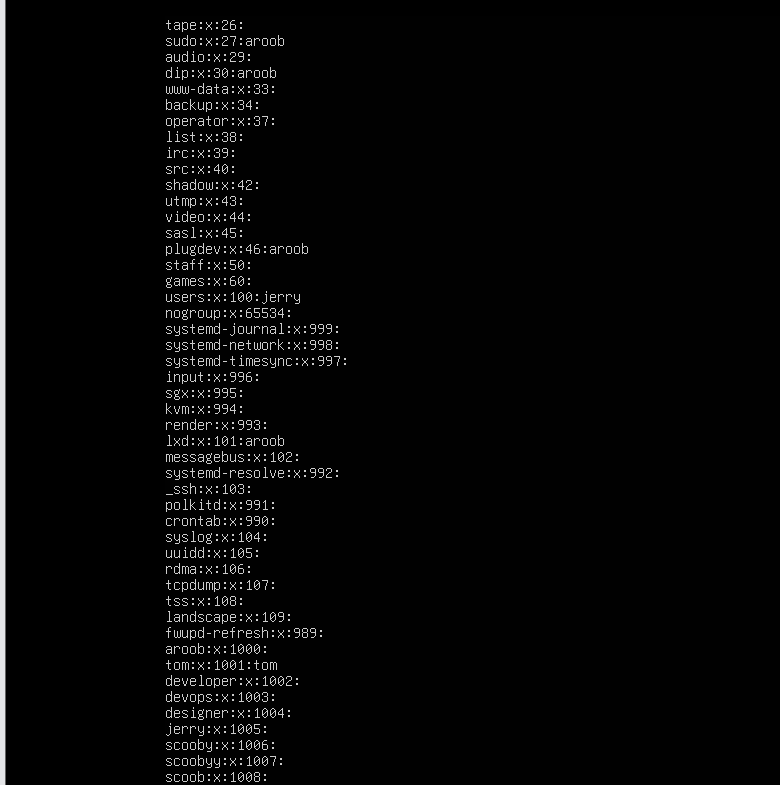 tape:x:26:
sudo:x:27:aroob
audio:x:29:
dip:x:30:aroob
www-data:x:33:
backup:x:34:
operator:x:37:
list:x:38:
irc:x:39:
src:x:40:
shadow:x:42:
utmp:x:43:
video:x:44:
sasl:x:45:
plugdev:x:46:aroob
staff:x:50:
games:x:60:
users:x:100:jerry
nogroup:x:65534:
systemd-journal:x:999:
systemd-network:x:998:
systemd-timesync:x:997:
input:x:996:
sgx:x:995:
kvm:x:994:
render:x:993:
lxd:x:101:aroob
messagebus:x:102:
systemd-resolve:x:992:
_ssh:x:103:
polkitd:x:991:
crontab:x:990:
syslog:x:104:
uuidd:x:105:
rdma:x:106:
tcpdump:x:107:
tss:x:108:
landscape:x:109:
fwupd-refresh:x:989:
aroob:x:1000:
tom:x:1001:tom
developer:x:1002:
devops:x:1003:
designer:x:1004:
jerry:x:1005:
scooby:x:1006:
scoobyy:x:1007:
scoob:x:1008: